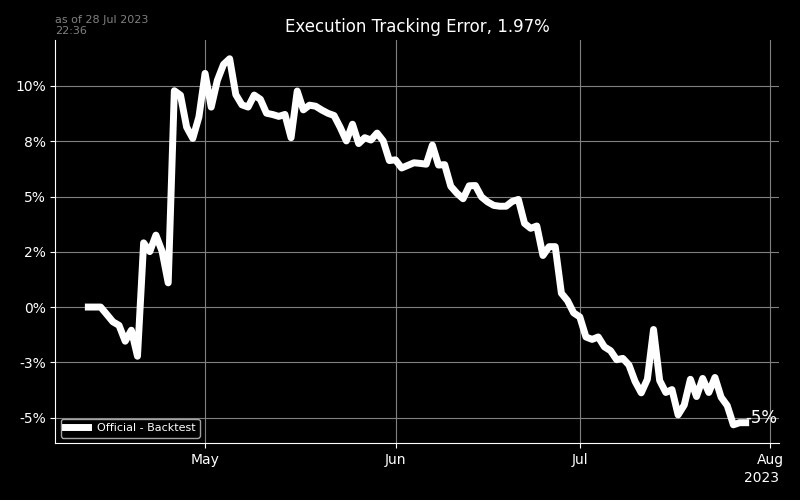 as of 28 Jul 2023
22:36
Execution Tracking Error, 1.97%
10%
8%
5%
2%
0%
-3%
-5%
-5%
Official - Backtest
May
Jun
Jul
Aug
2023